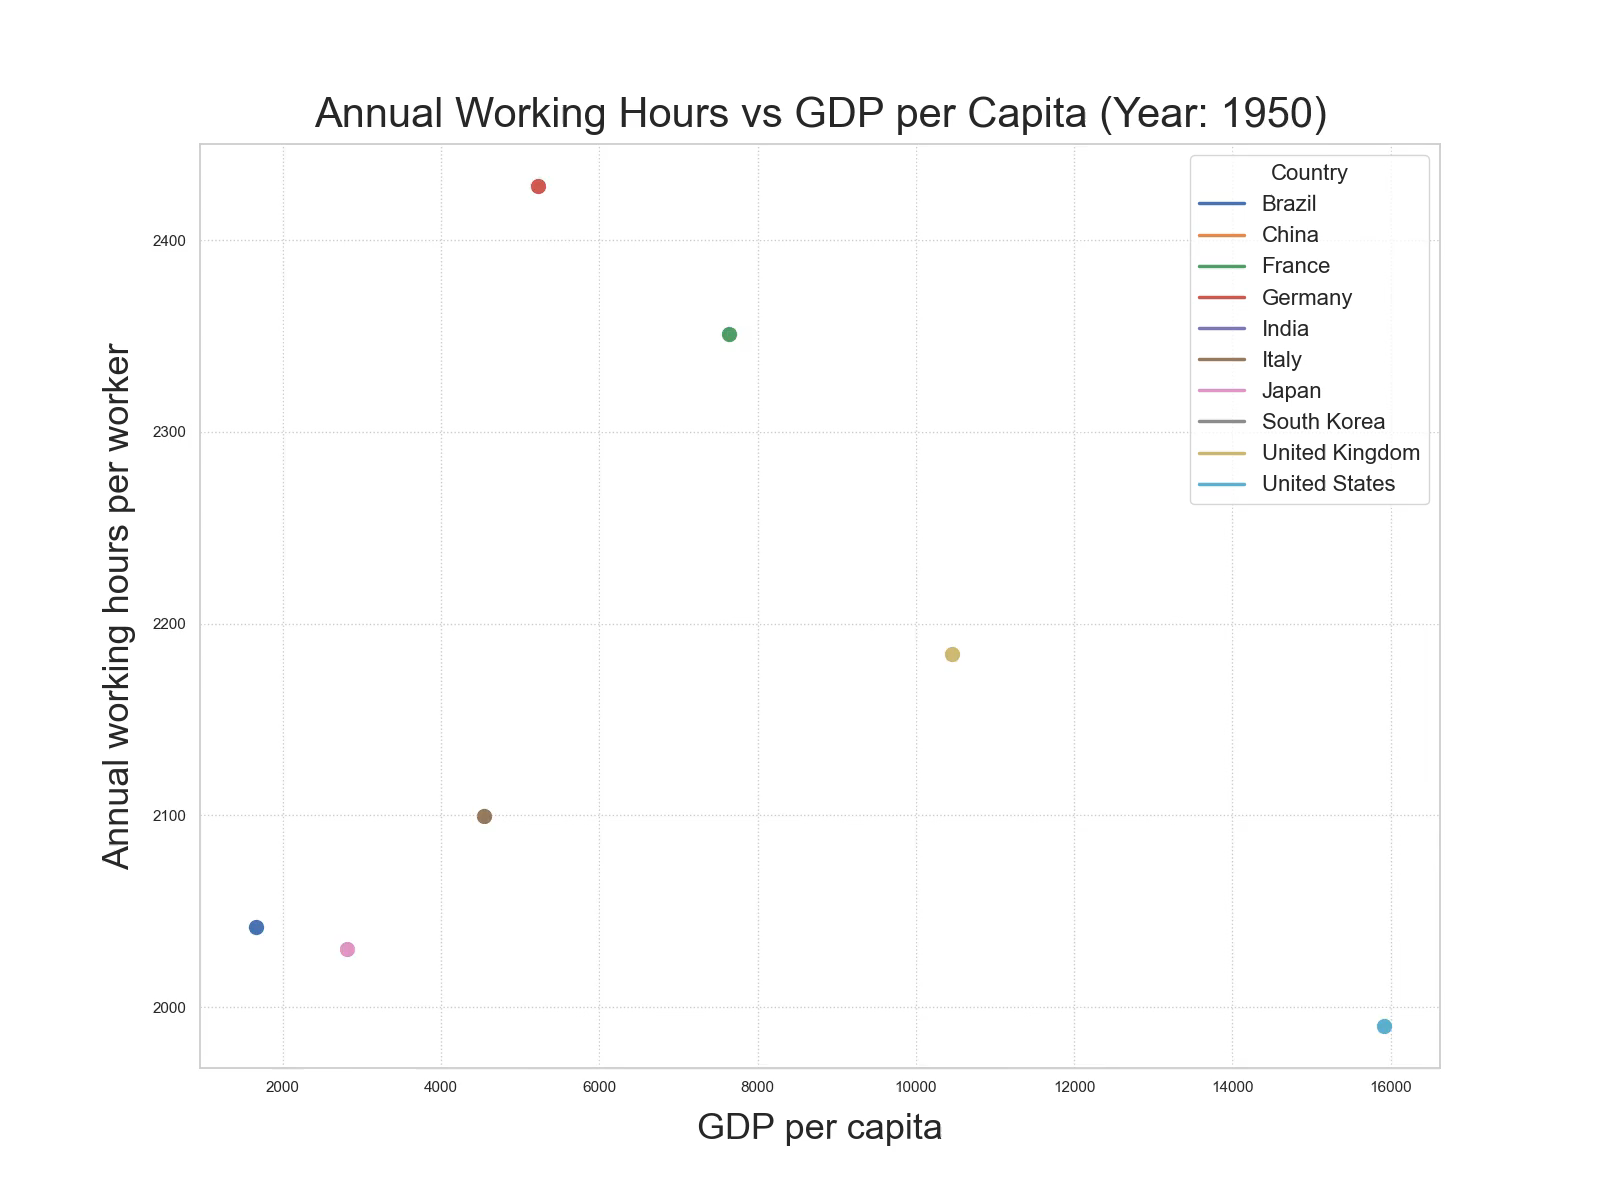 Annual Working Hours vs GDP per Capita (Year: 1950)
Country
Brazil
China
France
Germany
India
Italy
Japan
South Korea
United Kingdom
United States
Annual working hours per worker
2400
2300
2200
2100
2000
2000 4000 6000 8000 10000 12000 14000 16000
GDP per capita